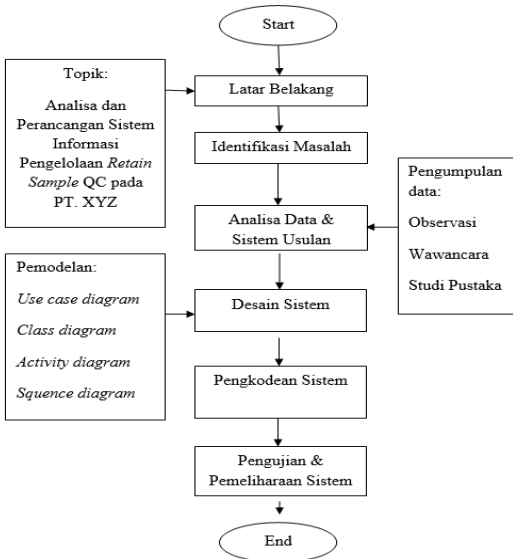 Start
Topik:
Analisa dan
Perancangan Sistem
Informasi
Pengelolaan Retain
Sample QC pada
PT. XYZ
Latar Belakang
Identifikasi Masalah
Pengumpulan
data:
Observasi
Wawancara
Studi Pustaka
Analisa Data &
Sistem Usulan
Pemodelan:
Use case diagram
Class diagram
Activity diagram
Squence diagram
Desain Sistem
Pengkodean Sistem
Pengujian &
Pemeliharaan Sistem
End